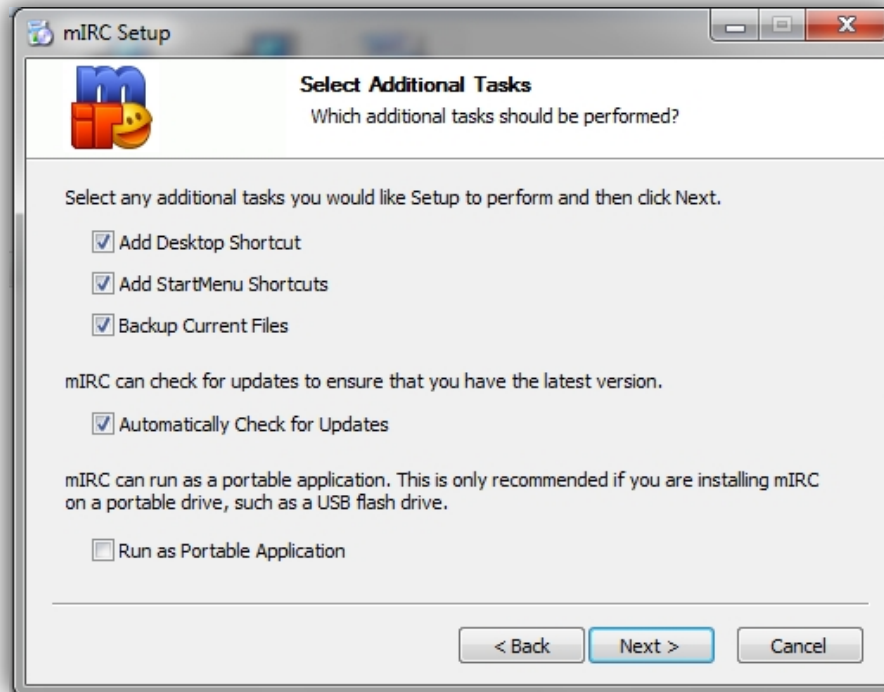 mIRC Setup
mirc
Select Additional Tasks
Which additional tasks should be performed?
Select any additional tasks you would like Setup to perform and then click Next.
Add Desktop Shortcut
Add StartMenu Shortcuts
Backup Current Files
mIRC can check for updates to ensure that you have the latest version.
Automatically Check for Updates
mIRC can run as a portable application. This is only recommended if you are installing mIRC
on a portable drive, such as a USB flash drive.
Run as Portable Application
< Back
Next >
Cancel